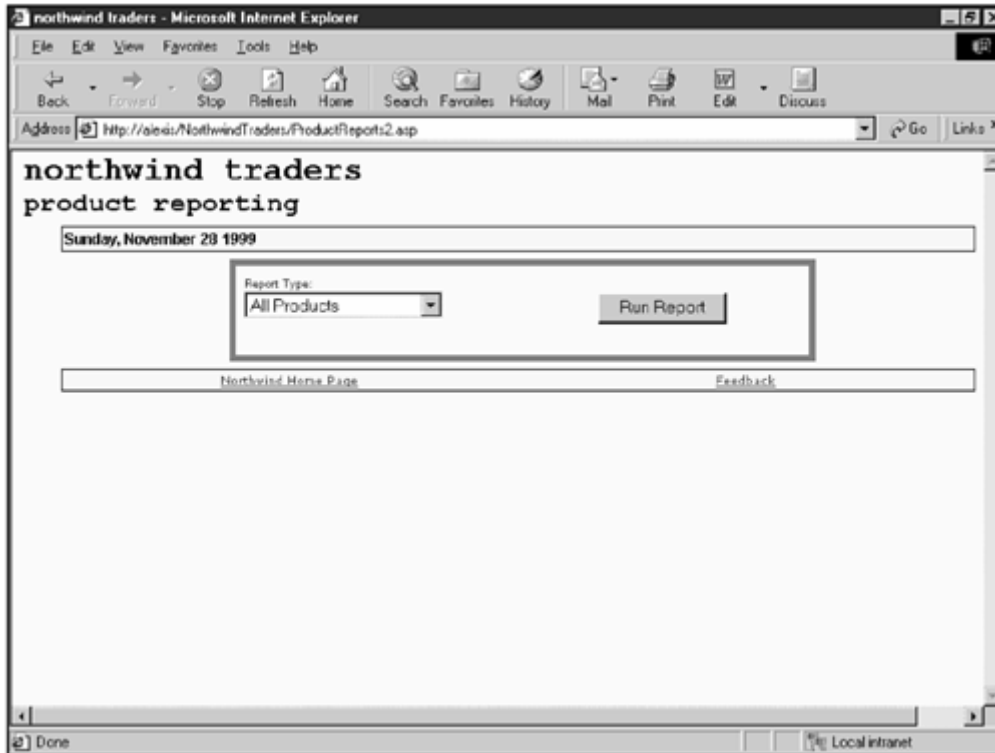 northwind traders - Microsoft Internet Explorer
File Edit View Favorites Tools Help
Back Forward Stop Refresh Home Search Favorites History Mail Print Edit Discuss
Address http://alexis/NorthwindTraders/ProductReports2.asp Go Links
northwind traders
product reporting
Sunday, November 28 1999
Report Type:
All Products Run Report
Northwind Home Page Feedback
Done Local intranet